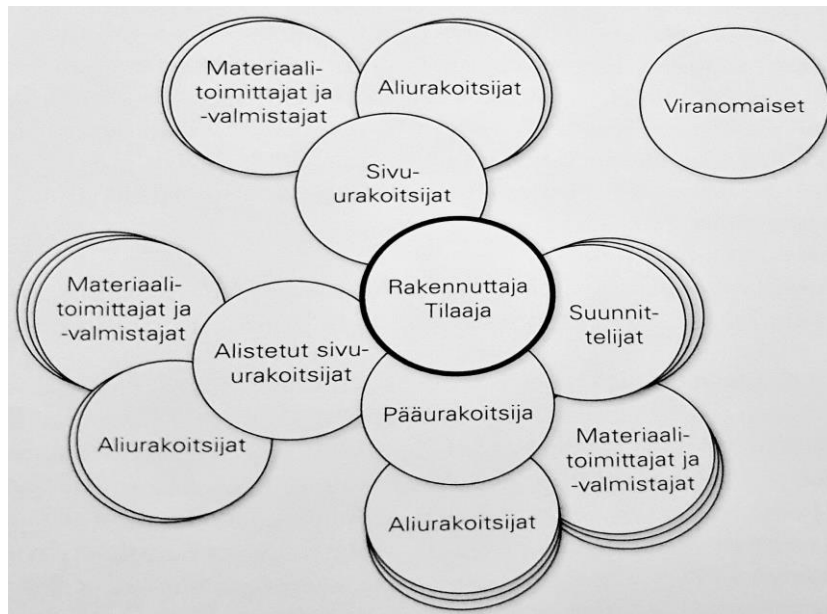 Materiaali-
toimittajat ja
-valmistajat
Aliurakoitsijat
Viranomaiset
Sivu-
urakoitsijat
Materiaali-
toimittajat ja
-valmistajat
Rakennuttaja
Tilaaja
Suunnit-
telijat
Alistetut sivu-
urakoitsijat
Aliurakoitsijat
Pääurakoitsija
Materiaali-
toimittajat ja
-valmistajat
Aliurakoitsijat